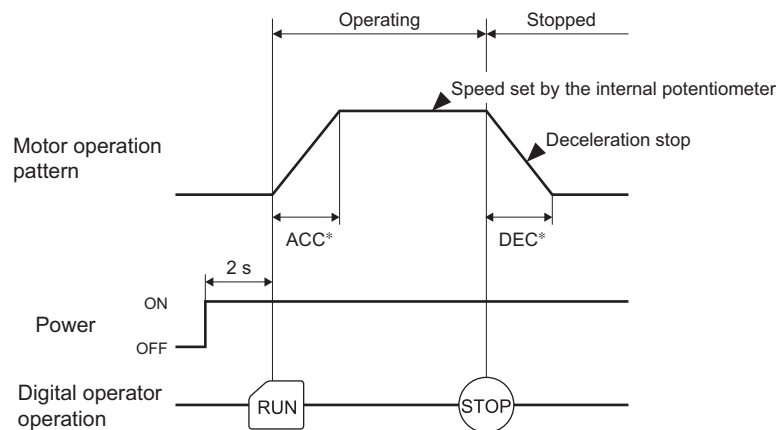 Operating
Stopped
Speed set by the internal potentiometer
Motor operation
pattern
Deceleration stop
ACC*
DEC*
2 s
ON
Power
OFF
Digital operator
operation
RUN
STOP